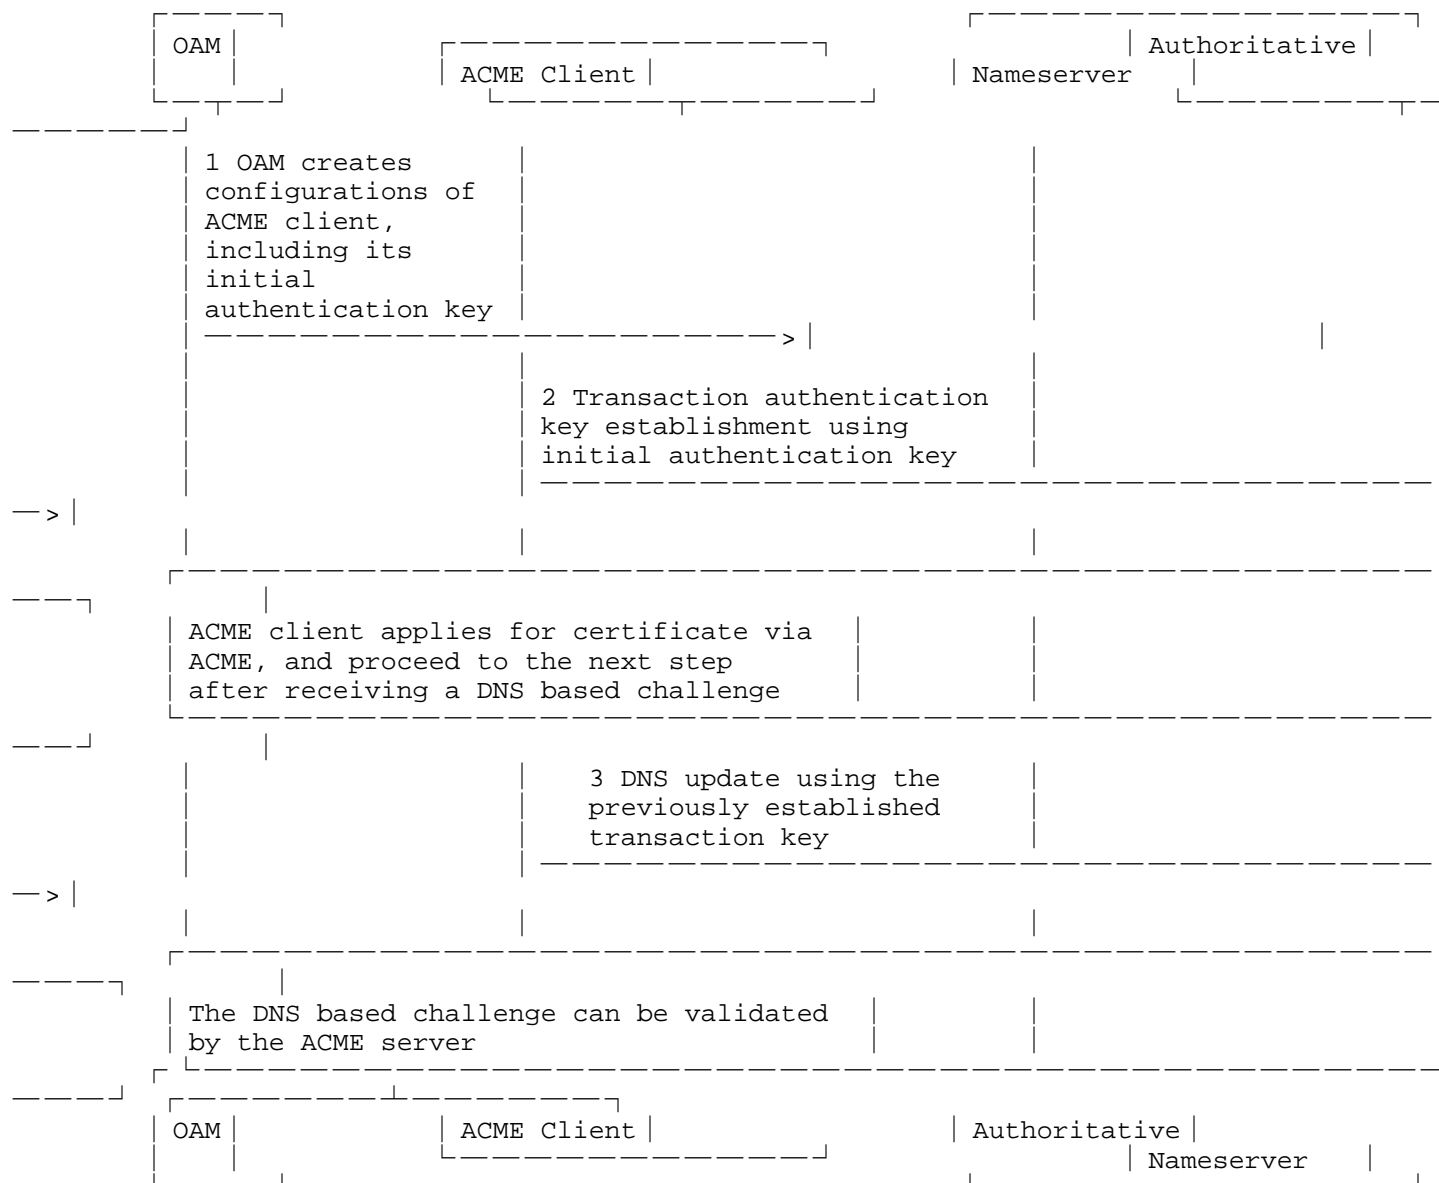 OAM Authoritative
ACME Client Nameserver
1 OAM creates
configurations of
ACME client,
including its
initial
authentication key
2 Transaction authentication
key establishment using
initial authentication key
ACME client applies for certificate via
ACME, and proceed to the next step
after receiving a DNS based challenge
3 DNS update using the
previously established
transaction key
The DNS based challenge can be validated
by the ACME server
OAM ACME Client Authoritative
Nameserver